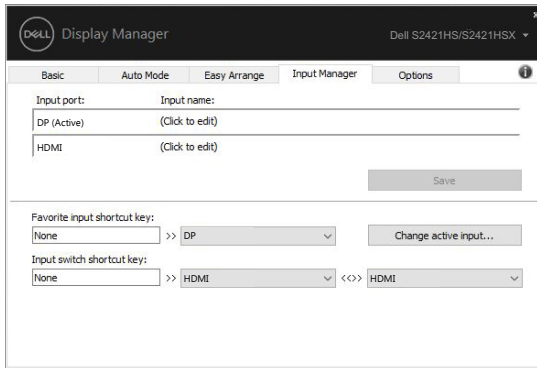 DELL Display Manager Dell S2421HS/S2421HSX
Basic Auto Mode Easy Arrange Input Manager Options
Input port: Input name:
DP (Active) (Click to edit)
HDMI (Click to edit)
Save
Favorite input shortcut key:
None >> DP Change active input...
Input switch shortcut key:
None >> HDMI <<>> HDMI